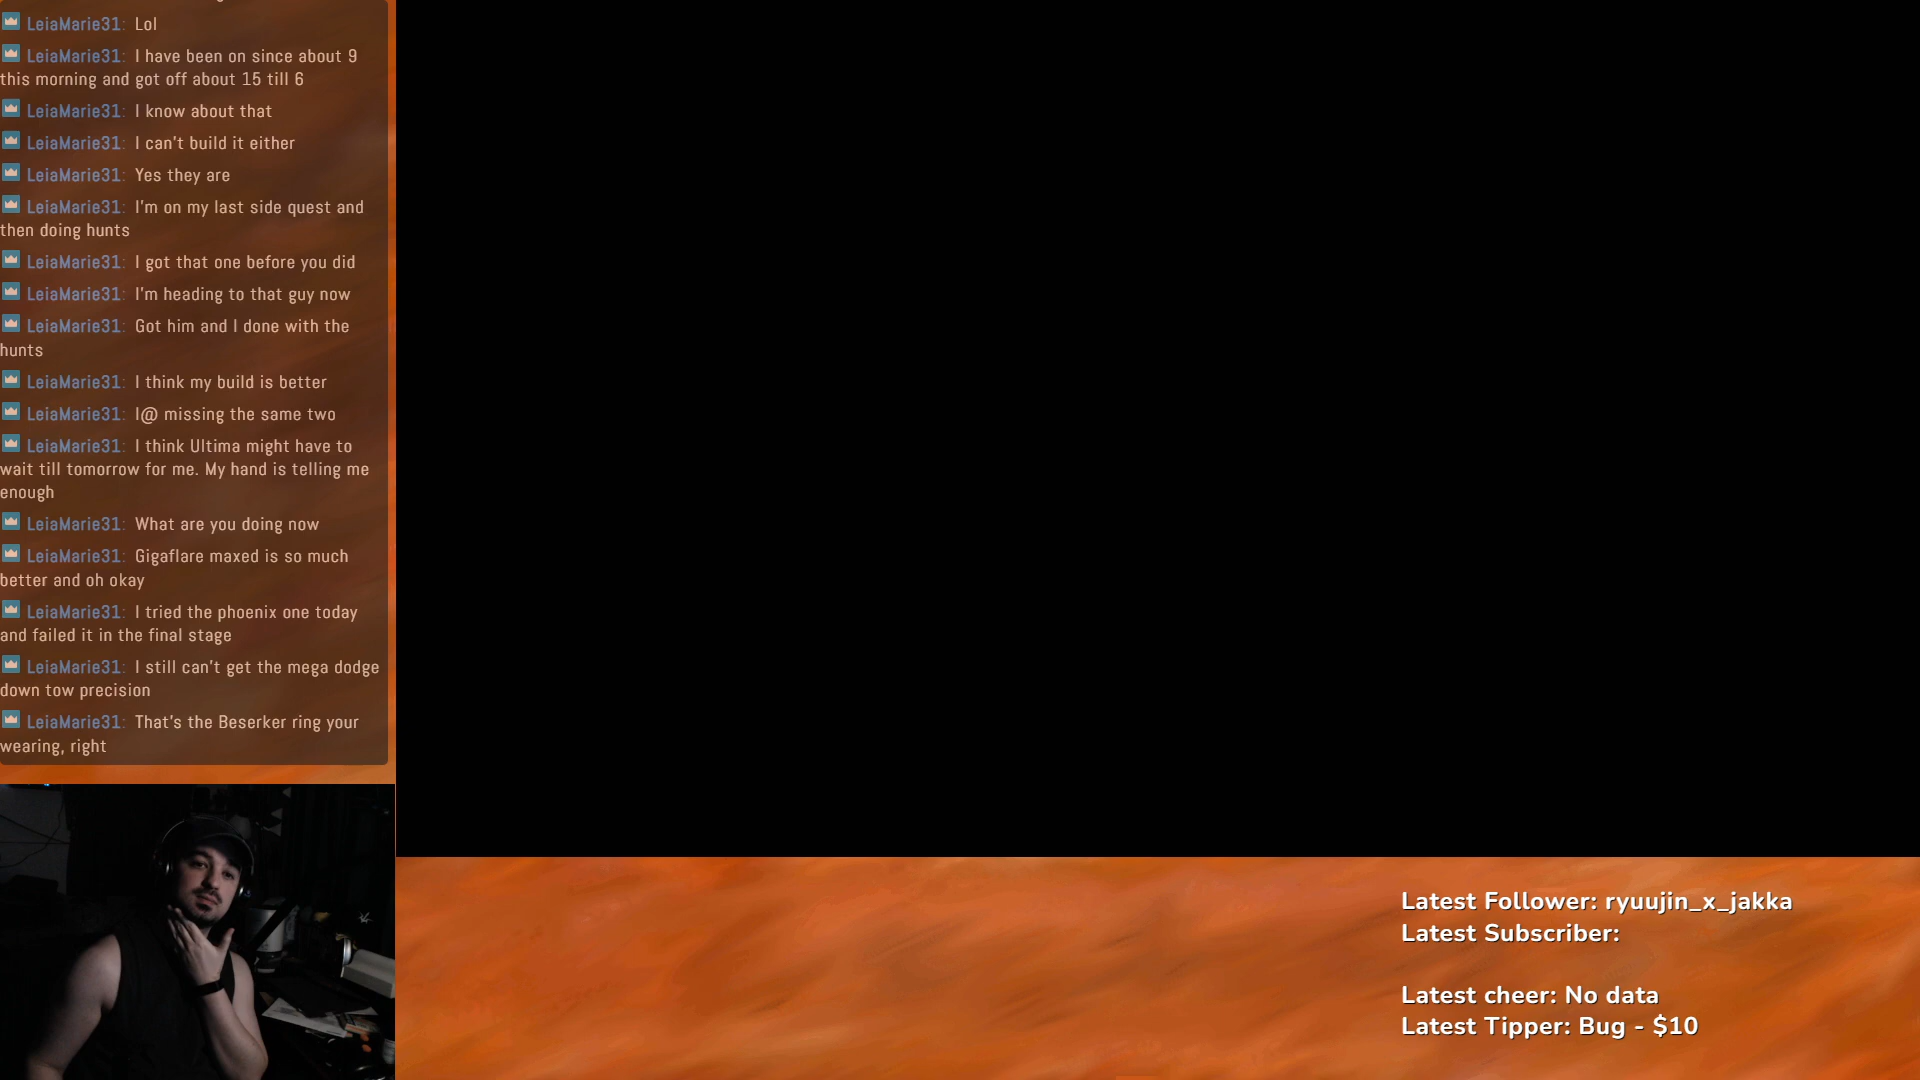 LeiaMarie31: Lol
LeiaMarie31: I have been on since about 9
this morning and got off about 15 till 6
LeiaMarie31: I know about that
LeiaMarie31: I can't build it either
LeiaMarie31: Yes they are
LeiaMarie31: I'm on my last side quest and
then doing hunts
LeiaMarie31: I got that one before you did
LeiaMarie31: I'm heading to that guy now
LeiaMarie31: Got him and I done with the
hunts
LeiaMarie31: I think my build is better
LeiaMarie31: I@ missing the same two
LeiaMarie31: I think Ultima might have to
wait till tomorrow for me. My hand is telling me
enough
LeiaMarie31: What are you doing now
LeiaMarie31: Gigaflare maxed is so much
better and oh okay
LeiaMarie31: I tried the phoenix one today
and failed it in the final stage
LeiaMarie31: I still can't get the mega dodge
down tow precision
LeiaMarie31: That's the Beserker ring your
wearing, right
Latest Follower: ryuujin_x_jakka
Latest Subscriber:
Latest cheer: No data
Latest Tipper: Bug - $10